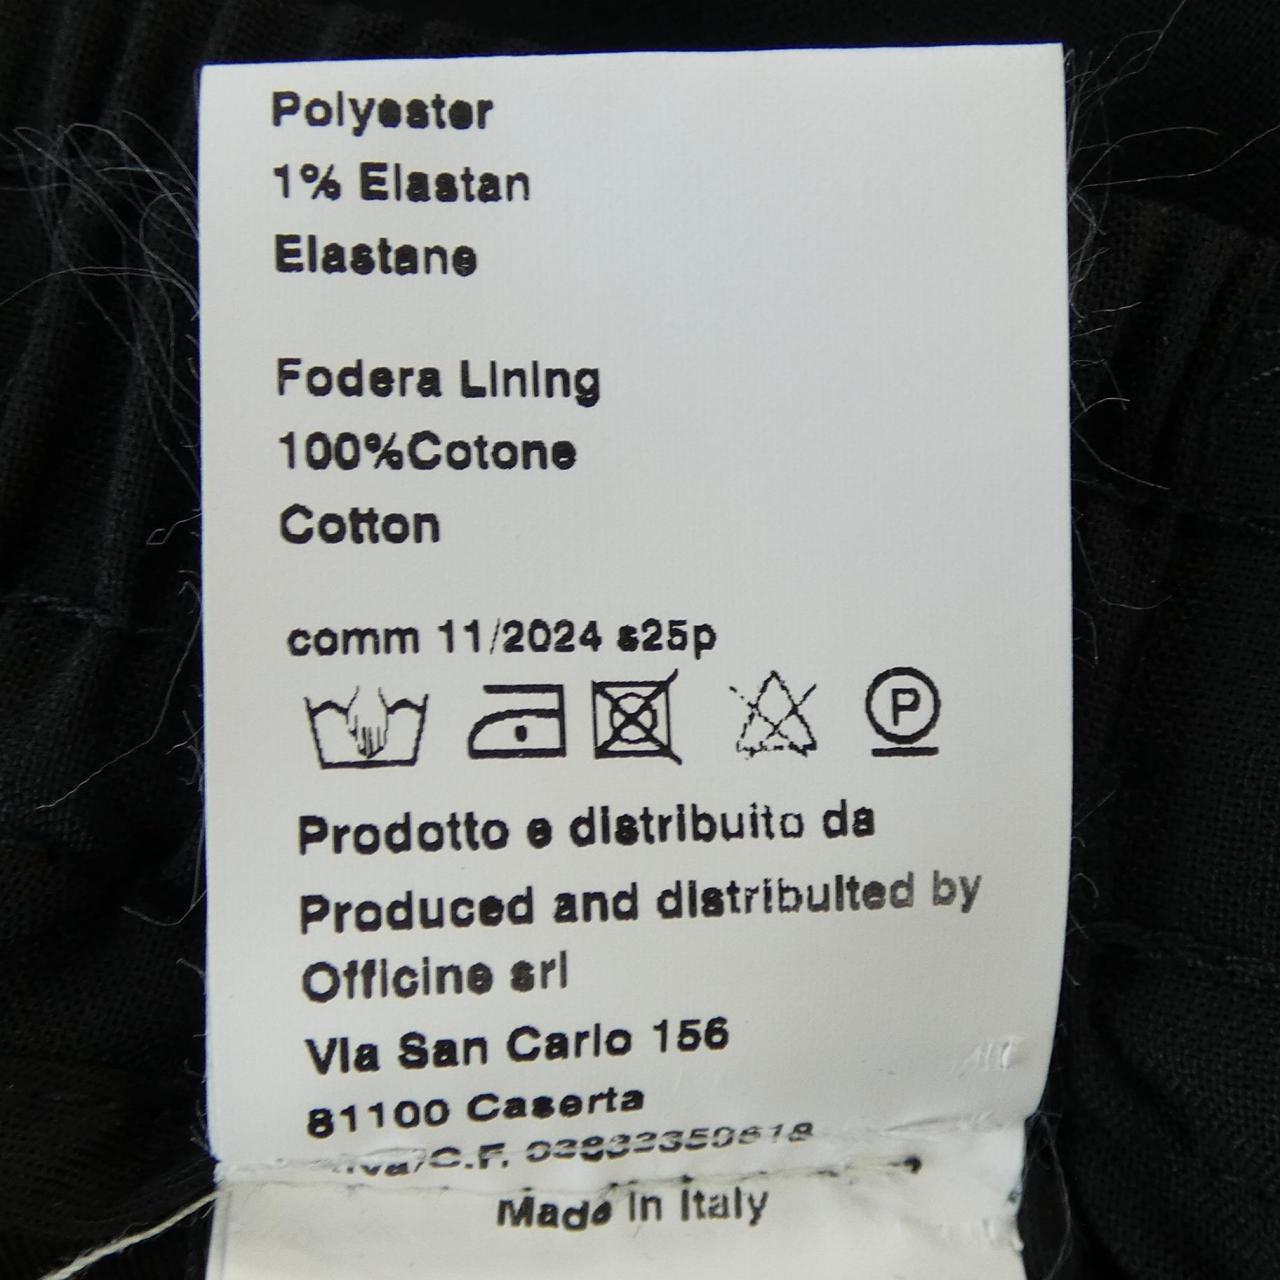 Polyester
1% Elastan
Elastane
Fodera Lining
100%Cotone
Cotton
comm 11/2024 s25p
P
Prodotto e distribuito da
Produced and distribuited by
Officine srl
Via San Carlo 156
81100 Caserta
Iva/C.F.
Made in Italy